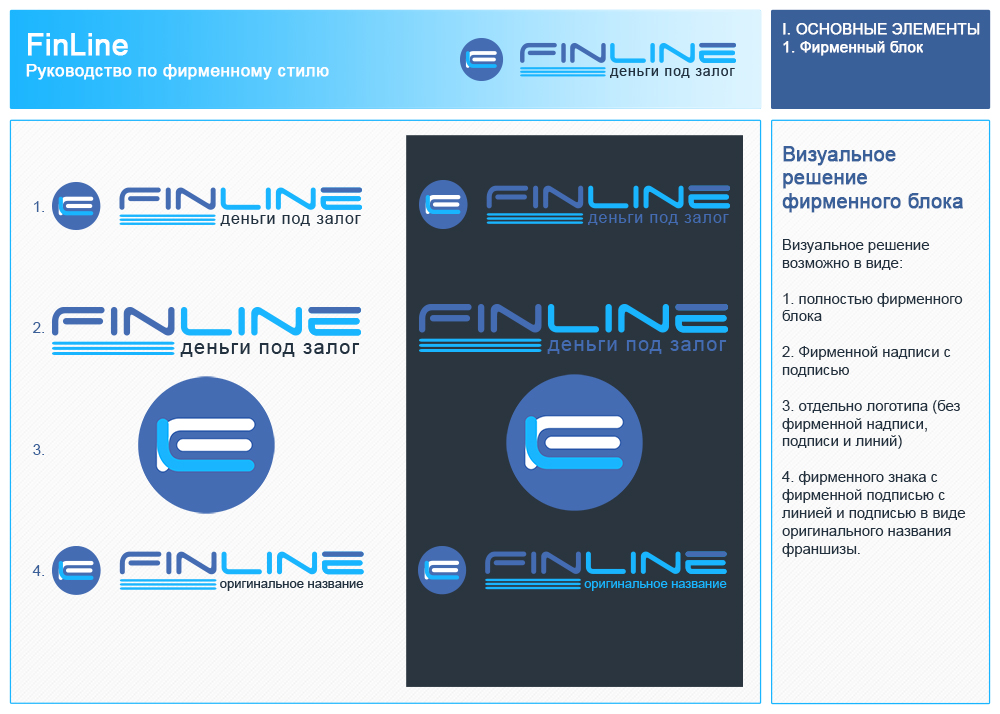 FinLine
Руководство по фирменному стилю
FINLINE
деньги под залог
I. ОСНОВНЫЕ ЭЛЕМЕНТЫ
1. Фирменный блок
1.
FINLINE
деньги под залог
FINLINE
деньги под залог
2.
FINLINE
деньги под залог
FINLINE
деньги под залог
3.
4.
FINLINE
оригинальное название
FINLINE
оригинальное название
Визуальное
решение
фирменного блока
Визуальное решение
возможно в виде:
1. полностью фирменного
блока
2. Фирменной надписи с
подписью
3. отдельно логотипа (без
фирменной надписи,
подписи и линий)
4. фирменного знака с
фирменной подписью с
линией и подписью в виде
оригинального названия
франшизы.